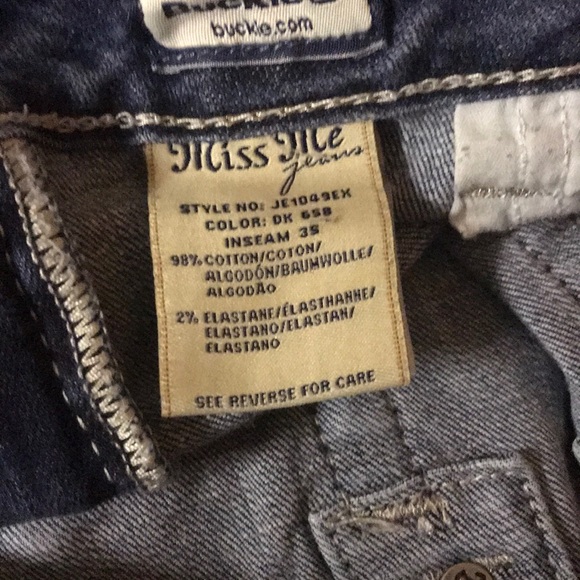 Buckle
buckle.com
Miss Me
jeans
STYLE NO: JE1049EX
COLOR: DK 658
INSEAM 35
98% COTTON/COTON/
ALGODÓN/BAUMWOLLE/
ALGODÃO
2% ELASTANE/ÉLASTHANNE/
ELASTANO/ELASTAN/
ELASTANO
SEE REVERSE FOR CARE